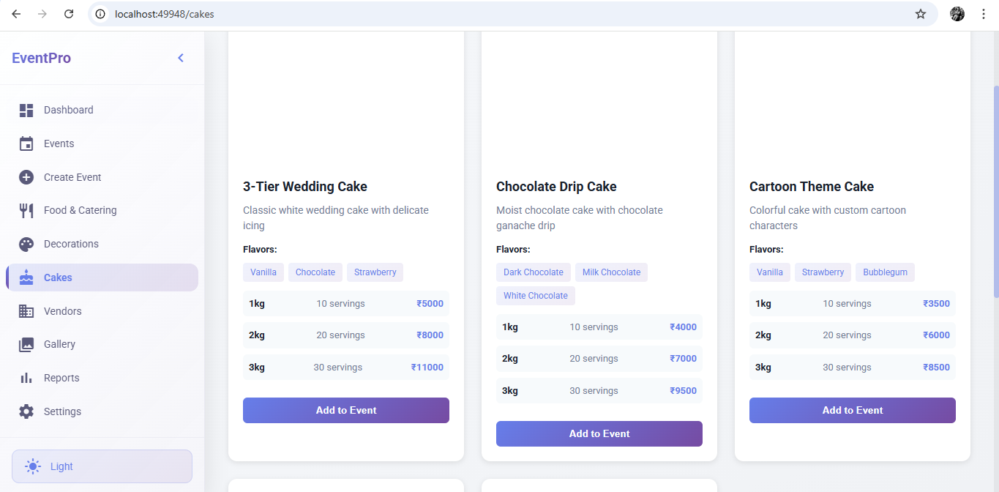 localhost:49948/cakes
EventPro
Dashboard
Events
Create Event
Food & Catering
Decorations
Cakes
Vendors
Gallery
Reports
Settings
Light
3-Tier Wedding Cake
Classic white wedding cake with delicate
icing
Flavors:
Vanilla Chocolate Strawberry
1kg 10 servings ₹5000
2kg 20 servings ₹8000
3kg 30 servings ₹11000
Add to Event
Chocolate Drip Cake
Moist chocolate cake with chocolate
ganache drip
Flavors:
Dark Chocolate Milk Chocolate
White Chocolate
1kg 10 servings ₹4000
2kg 20 servings ₹7000
3kg 30 servings ₹9500
Add to Event
Cartoon Theme Cake
Colorful cake with custom cartoon
characters
Flavors:
Vanilla Strawberry Bubblegum
1kg 10 servings ₹3500
2kg 20 servings ₹6000
3kg 30 servings ₹8500
Add to Event